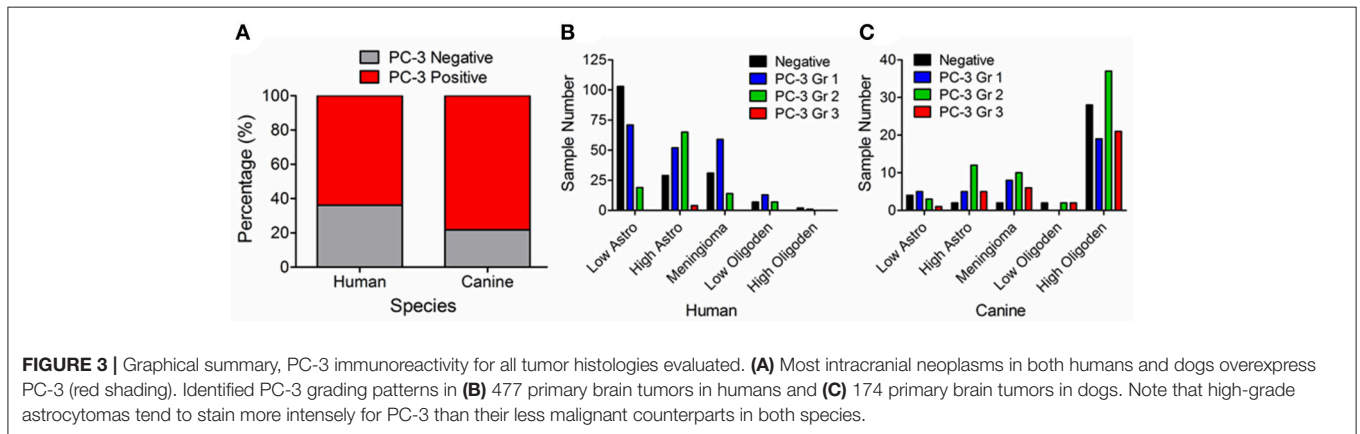 A
PC-3 Negative
PC-3 Positive
Percentage (%)
100
80
60
40
20
0
Human
Canine
Species
B
Negative
PC-3 Gr 1
PC-3 Gr 2
PC-3 Gr 3
Sample Number
125
100
75
50
25
0
Low Astro
High Astro
Meningioma
Low Oligoden
High Oligoden
Human
C
Negative
PC-3 Gr 1
PC-3 Gr 2
PC-3 Gr 3
Sample Number
40
30
20
10
0
Low Astro
High Astro
Meningioma
Low Oligoden
High Oligoden
Canine
FIGURE 3 | Graphical summary, PC-3 immunoreactivity for all tumor histologies evaluated. (A) Most intracranial neoplasms in both humans and dogs overexpress
PC-3 (red shading). Identified PC-3 grading patterns in (B) 477 primary brain tumors in humans and (C) 174 primary brain tumors in dogs. Note that high-grade
astrocytomas tend to stain more intensely for PC-3 than their less malignant counterparts in both species.